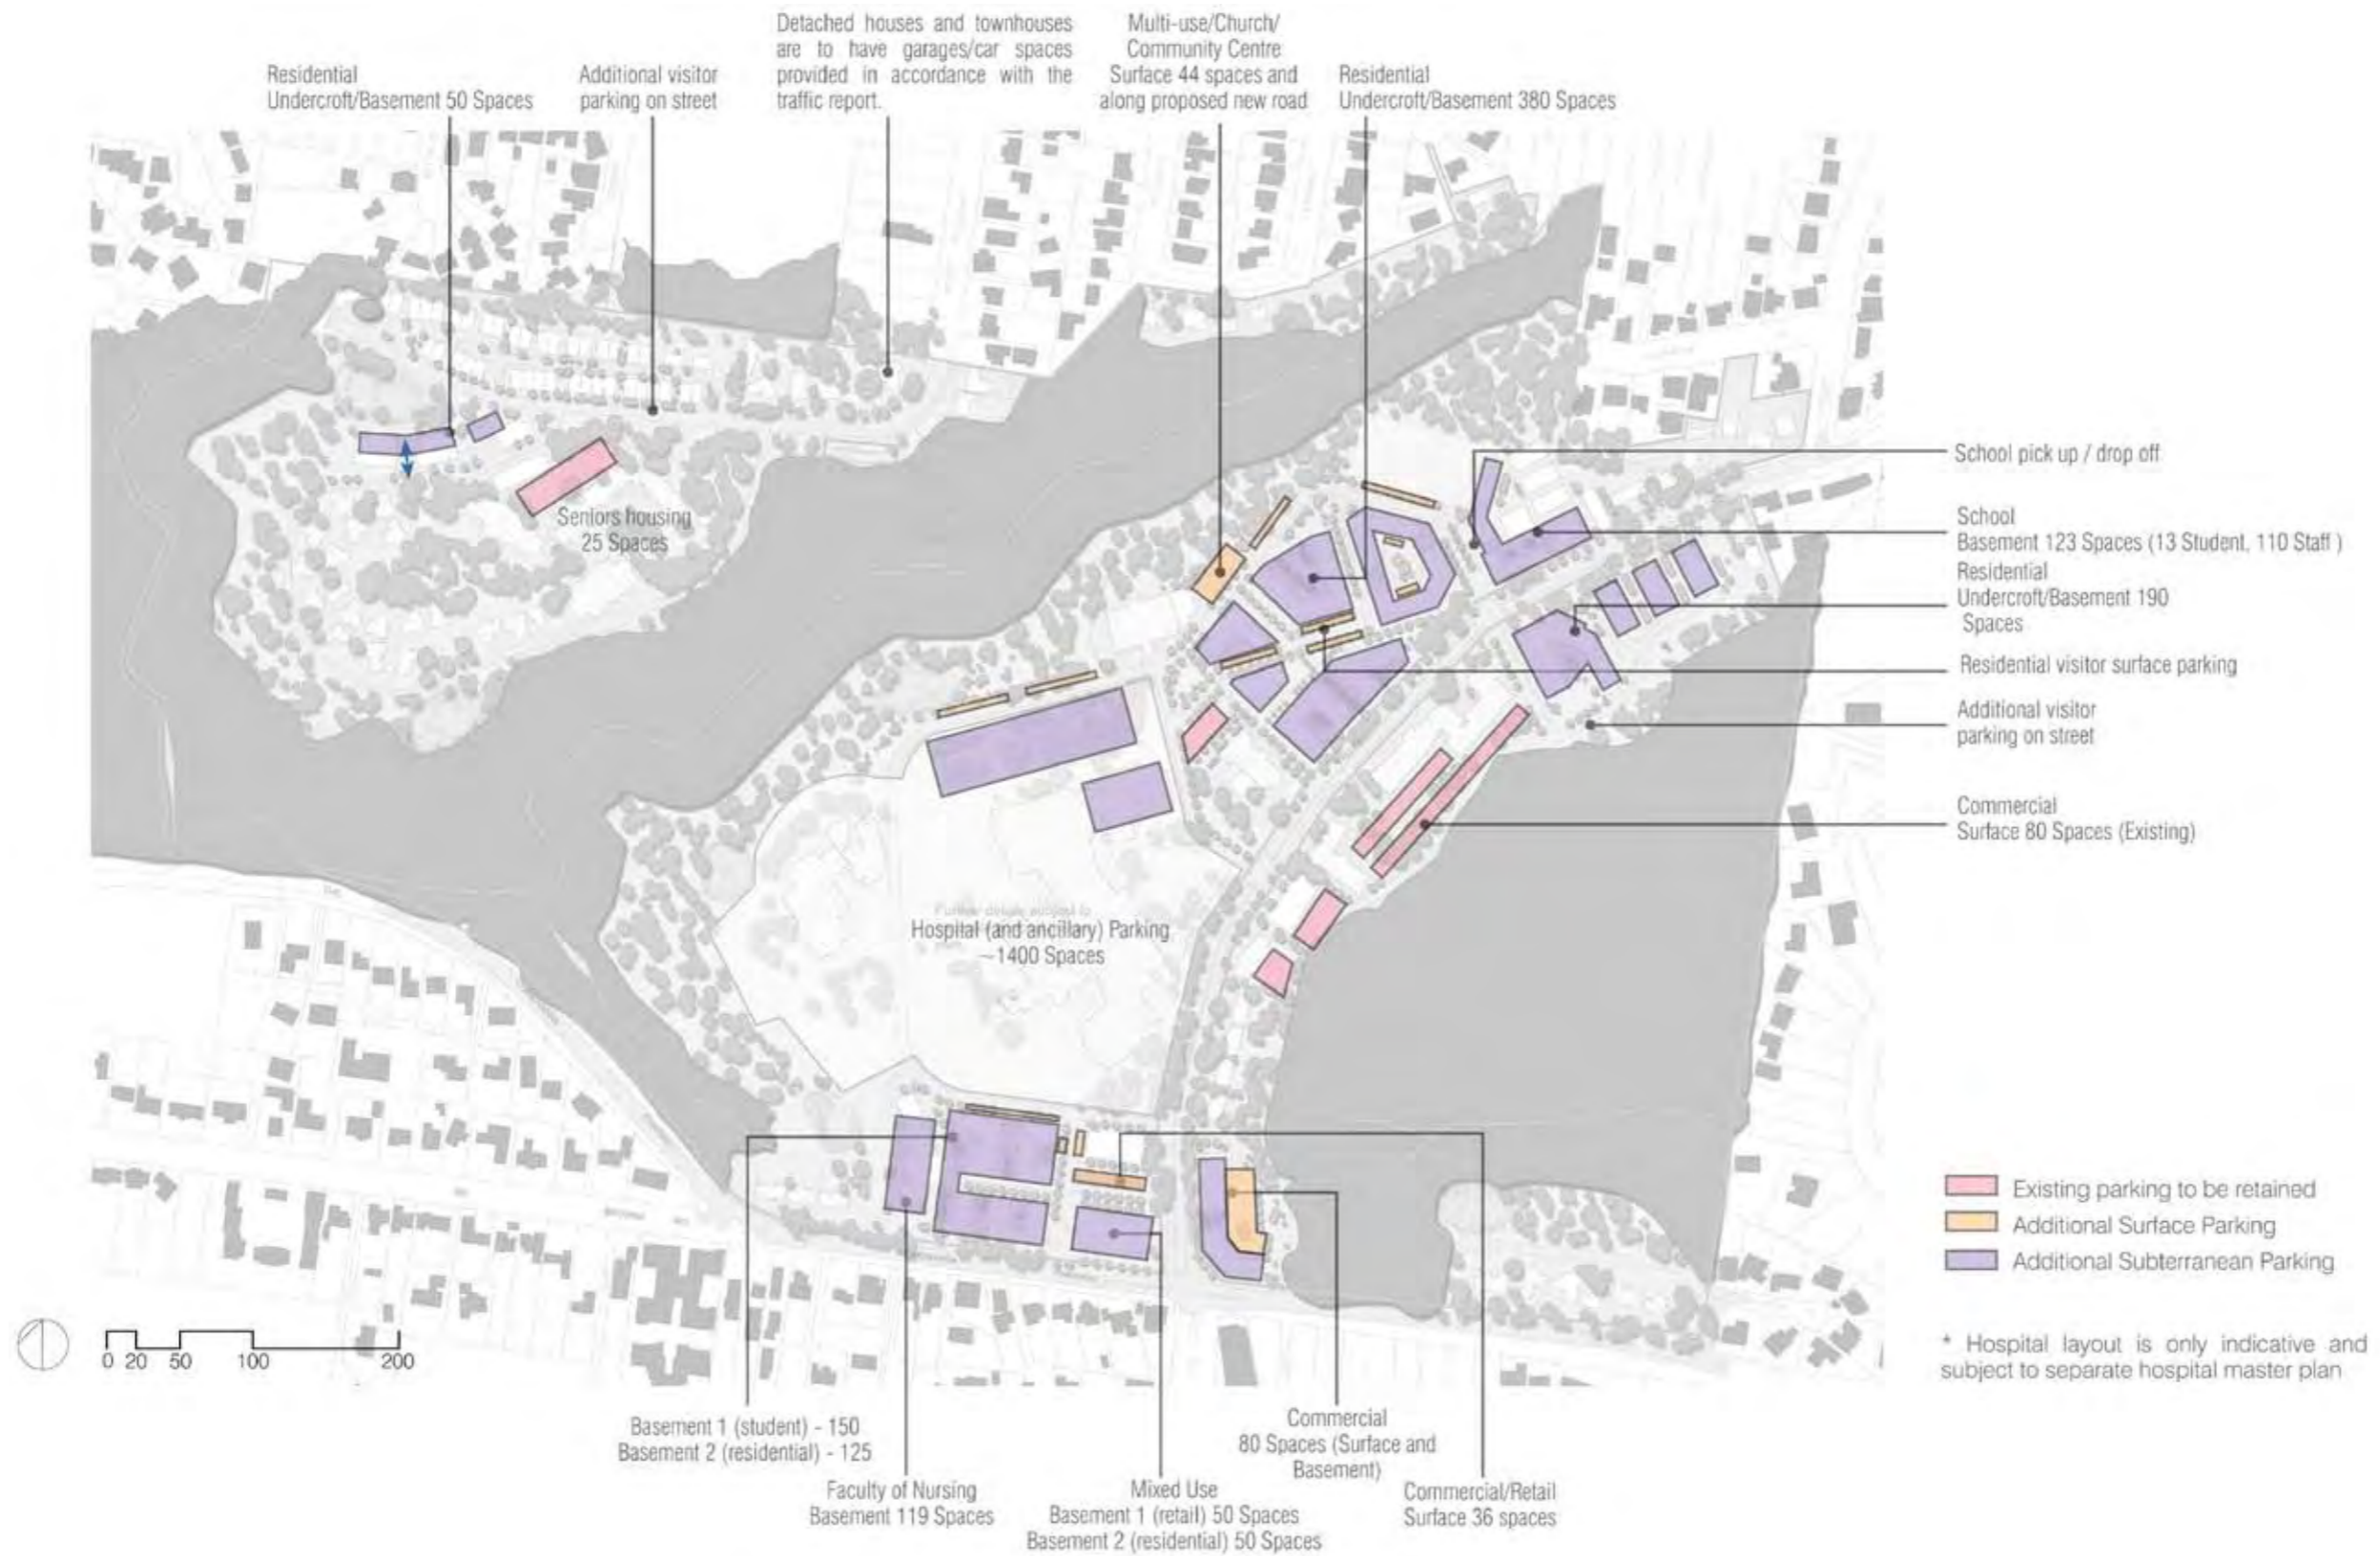 Detached houses and townhouses
are to have garages/car spaces
provided in accordance with the
traffic report.
Multi-use/Church/
Community Centre
Surface 44 spaces and
along proposed new road
Residential
Undercroft/Basement 50 Spaces
Additional visitor
parking on street
Residential
Undercroft/Basement 380 Spaces
School pick up / drop off
School
Basement 123 Spaces (13 Student, 110 Staff )
Residential
Undercroft/Basement 190
Spaces
Residential visitor surface parking
Additional visitor
parking on street
Commercial
Surface 80 Spaces (Existing)
Seniors housing
25 Spaces
Further details subject to
Hospital (and ancillary) Parking
~1400 Spaces
Existing parking to be retained
Additional Surface Parking
Additional Subterranean Parking
* Hospital layout is only indicative and
subject to separate hospital master plan
0 20 50 100 200
Basement 1 (student) - 150
Basement 2 (residential) - 125
Faculty of Nursing
Basement 119 Spaces
Mixed Use
Basement 1 (retail) 50 Spaces
Basement 2 (residential) 50 Spaces
Commercial
80 Spaces (Surface and
Basement)
Commercial/Retail
Surface 36 spaces